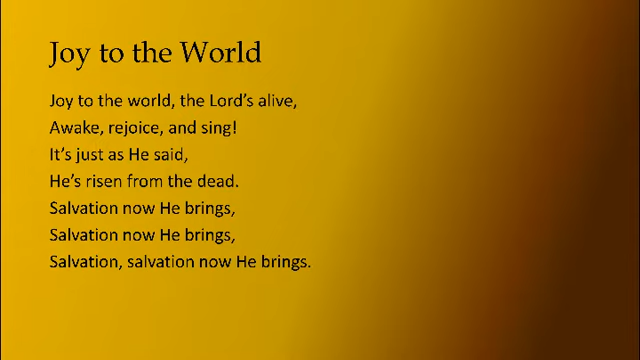 Joy to the World
Joy to the world, the Lord’s alive,
Awake, rejoice, and sing!
It’s just as He said,
He’s risen from the dead.
Salvation now He brings,
Salvation now He brings,
Salvation, salvation now He brings.